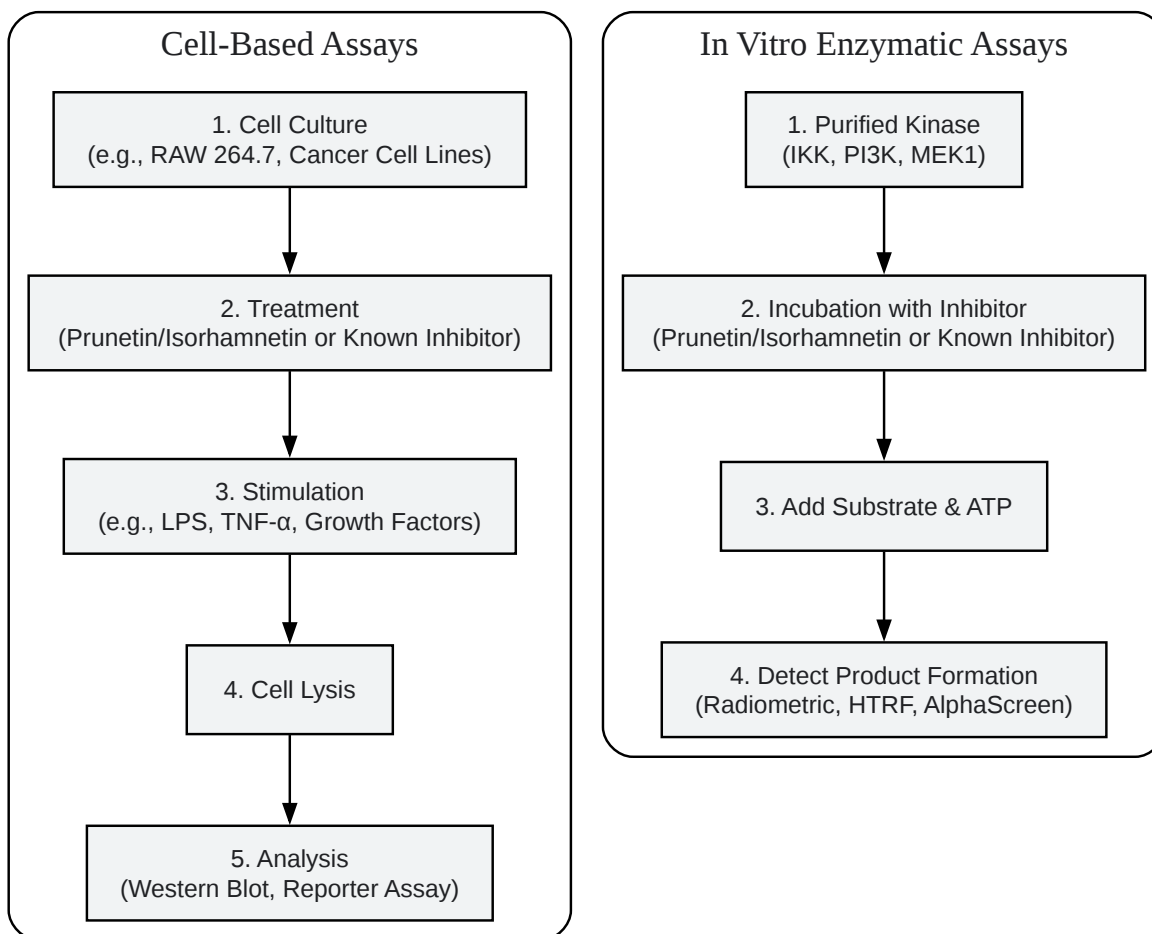 Cell-Based Assays
1. Cell Culture
(e.g., RAW 264.7, Cancer Cell Lines)
2. Treatment
(Prunetin/Isorhamnetin or Known Inhibitor)
3. Stimulation
(e.g., LPS, TNF-α, Growth Factors)
4. Cell Lysis
5. Analysis
(Western Blot, Reporter Assay)
In Vitro Enzymatic Assays
1. Purified Kinase
(IKK, PI3K, MEK1)
2. Incubation with Inhibitor
(Prunetin/Isorhamnetin or Known Inhibitor)
3. Add Substrate & ATP
4. Detect Product Formation
(Radiometric, HTRF, AlphaScreen)